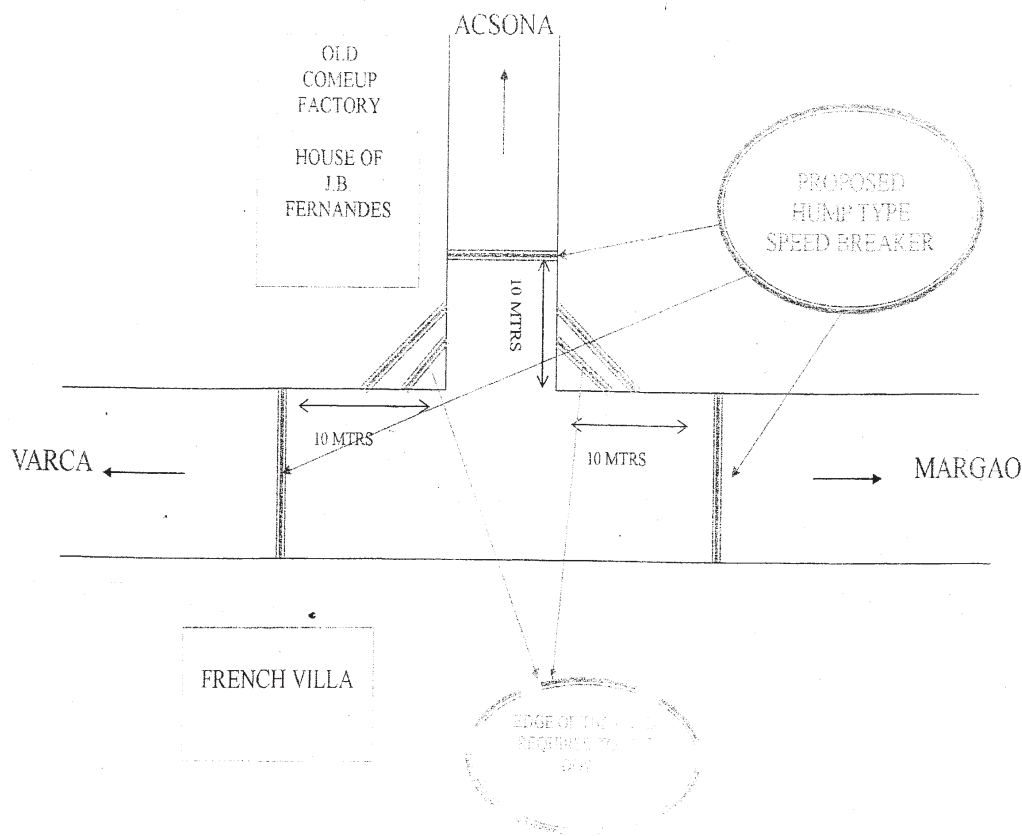 ACSONA
OLD
COMEUP
FACTORY
HOUSE OF
J.B.
FERNANDES
PROPOSED
HUMP TYPE
SPEED BREAKER
10 MTRS
10 MTRS
10 MTRS
VARCA
MARGAO
FRENCH VILLA
EDGE OF THE